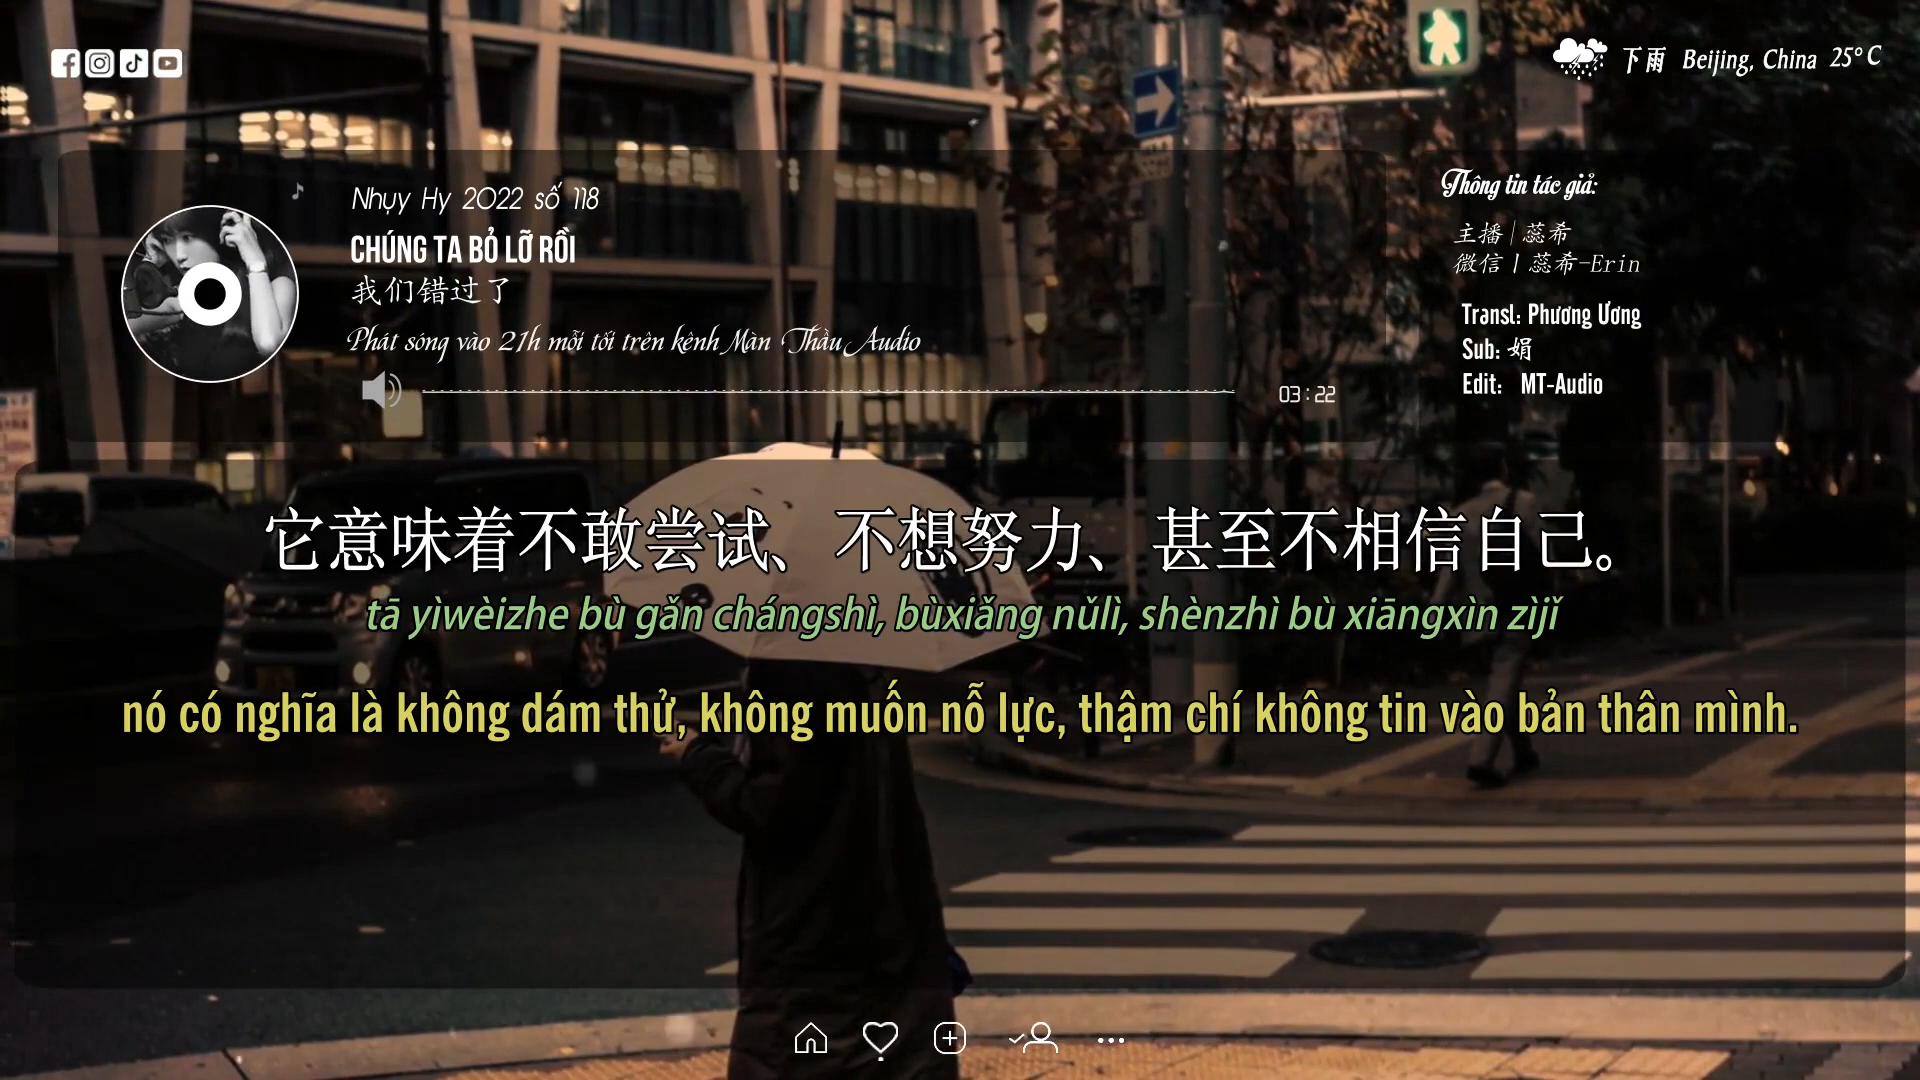 下雨 Beijing, China 25°C
Nhụy Hy 2022 số 118
CHÚNG TA BỎ LỠ RỒI
我们错过了
Phát sóng vào 21h mỗi tối trên kênh Màn Thầu Audio
03:22
Thông tin tác giả:
主播 | 蕊希
微信 | 蕊希-Erin
Transl: Phương Ương
Sub: 娟
Edit: MT-Audio
它意味着不敢尝试、不想努力、甚至不相信自己。
tā yìwèizhe bù gǎn chángshì, bùxiǎng nǔlì, shènzhì bù xiāngxìn zìjǐ
nó có nghĩa là không dám thử, không muốn nỗ lực, thậm chí không tin vào bản thân mình.